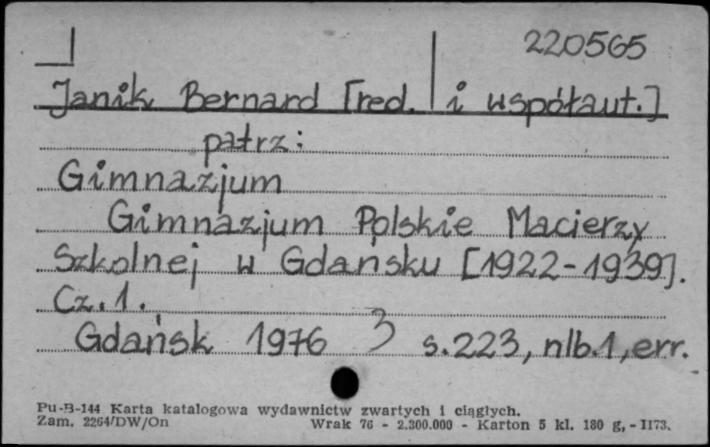 220565
Janik Bernard [red. i współaut.]
patrz:
Gimnazjum
Gimnazjum Polskie Macierzy
Szkolnej w Gdańsku [1922-1939].
Cz.1.
Gdańsk 1976 s.223, nlb.1, err.
Pu-B-144 Karta katalogowa wydawnictw zwartych i ciągłych.
Zam. 2264/DW/On Wrak 76 - 2.300.000 - Karton 5 kl. 180 g, - 1173.